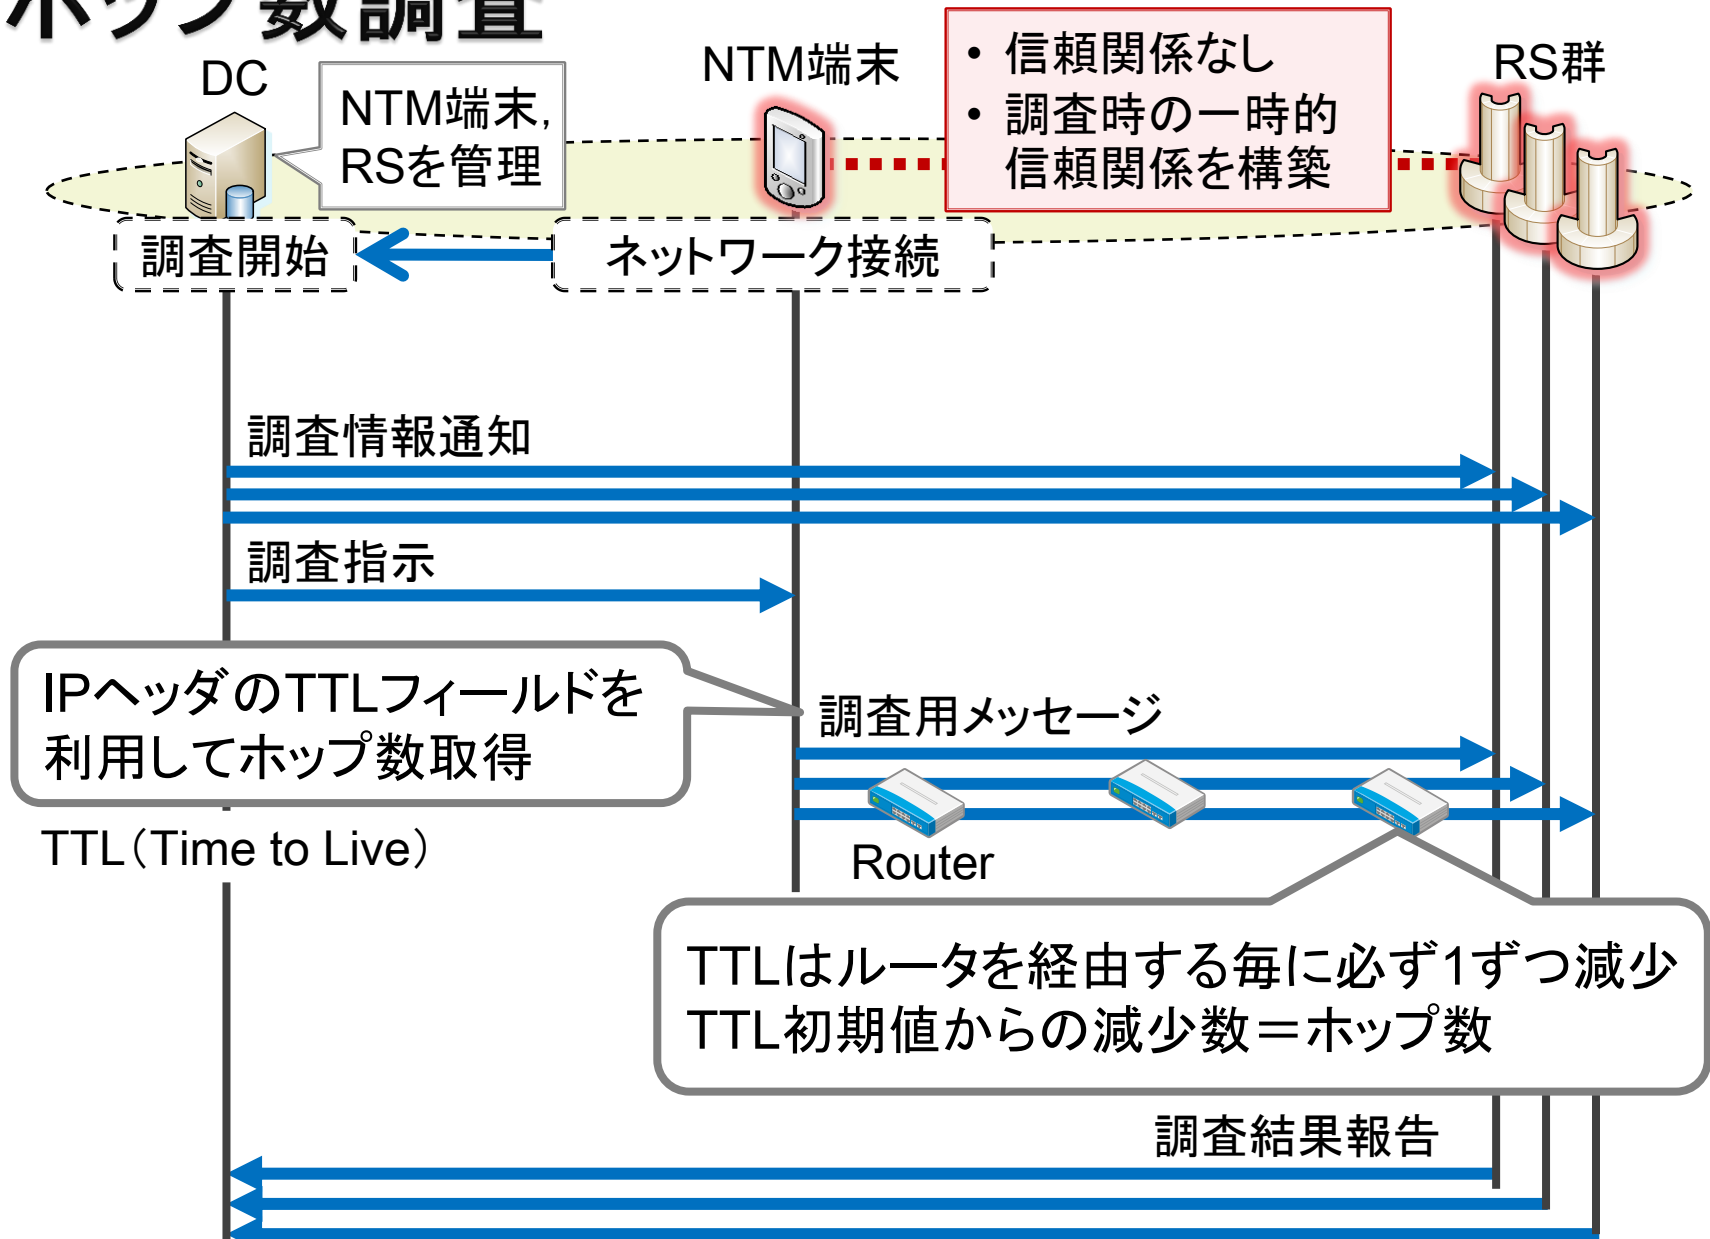 ホップ数調査
DC
NTM端末,
RSを管理
NTM端末
• 信頼関係なし
• 調査時の一時的
信頼関係を構築
RS群
調査開始
ネットワーク接続
調査情報通知
調査指示
IPヘッダのTTLフィールドを
利用してホップ数取得
調査用メッセージ
TTL（Time to Live）
Router
TTLはルータを経由する毎に必ず1ずつ減少
TTL初期値からの減少数＝ホップ数
調査結果報告